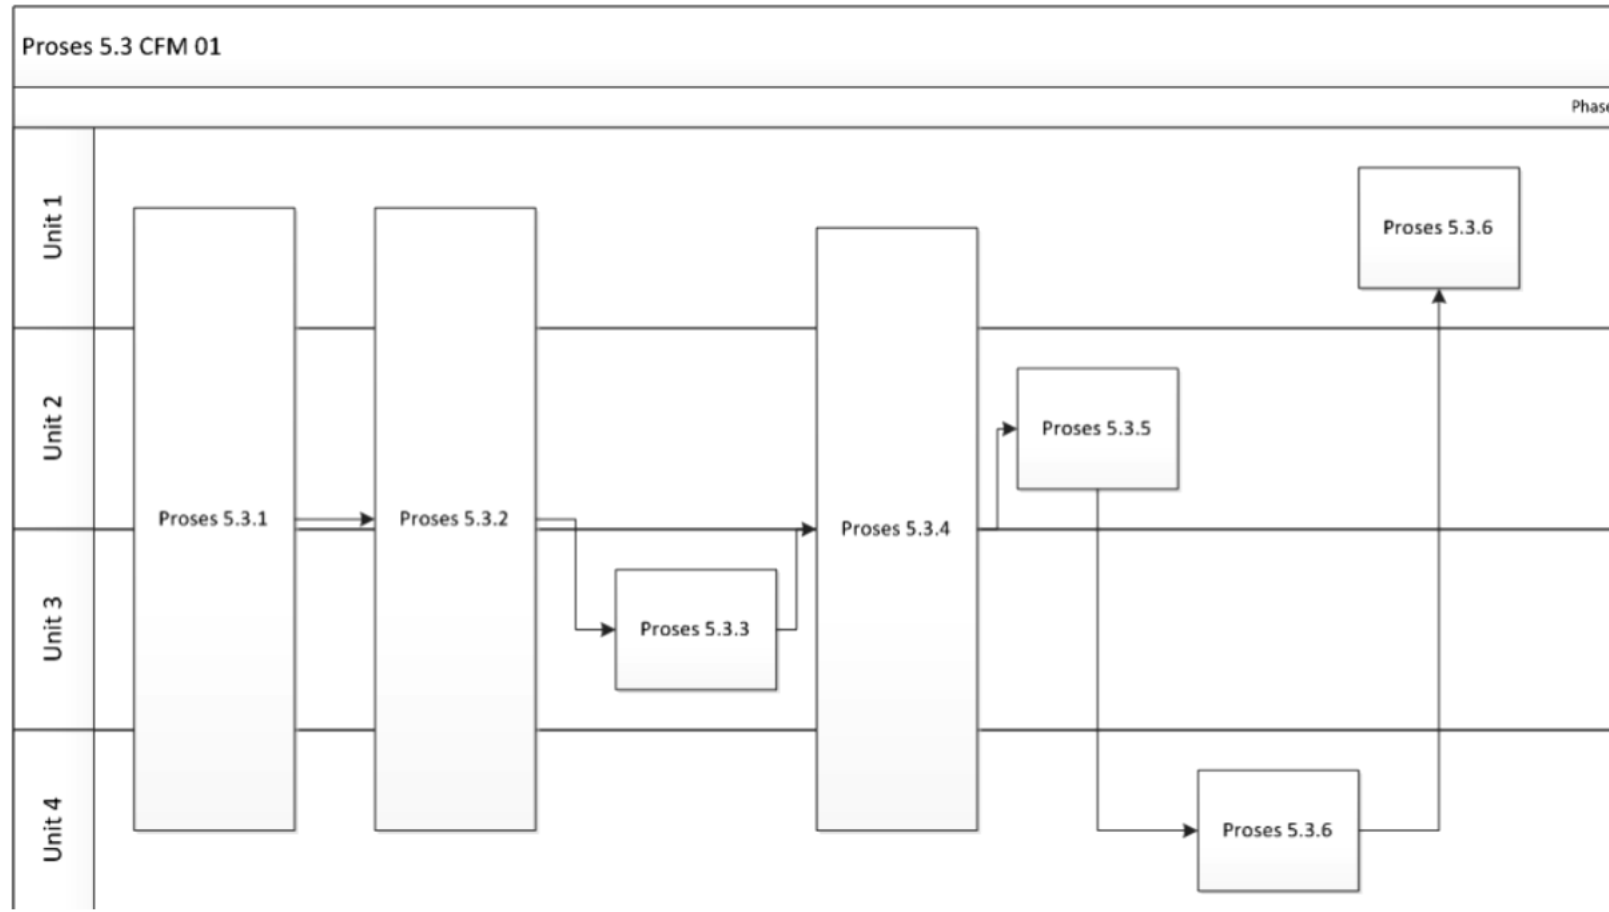 Proses 5.3 CFM 01
Phase
Unit 1
Proses 5.3.6
Unit 2
Proses 5.3.5
Proses 5.3.1
Proses 5.3.2
Proses 5.3.4
Unit 3
Proses 5.3.3
Unit 4
Proses 5.3.6